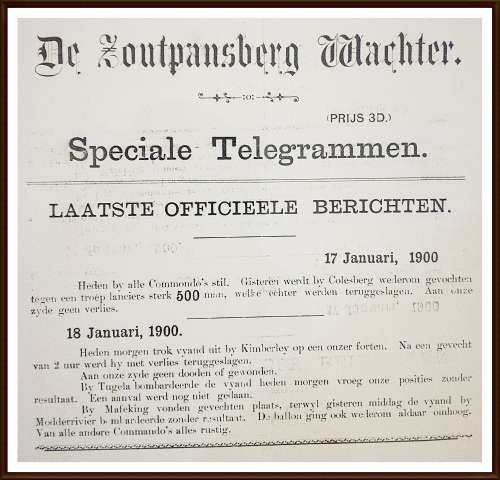 De Zoutpansberg Wachter.
(PRIJS 3D.)
Speciale Telegrammen.
LAATSTE OFFICIEELE BERICHTEN.
17 Januari, 1900
Heden by alle Commondo's stil. Gisteren werdt by Colesberg wederom gevochten
tegen een troep lanciers sterk 500 man, welke echter werden teruggeslagen. Aan onze
zyde geen verlies.
18 Januari, 1900.
Heden morgen trok vyand uit by Kimberley op een onzer forten. Na een gevecht
van 2 uur werd hy met verlies teruggeslagen.
Aan onze zyde geen dooden of gewonden.
By Tugela bombardeerde de vyand heden morgen vroeg onze posities zonder
resultaat. Een aanval werd nog niet gedaan.
By Mafeking vonden gevechten plaats, terwyl gisteren middag de vyand by
Modderrivier bombardeerde zonder resultaat. De ballon ging ook wederom aldaar omhoog.
Van alle andere Commando's alles rustig.